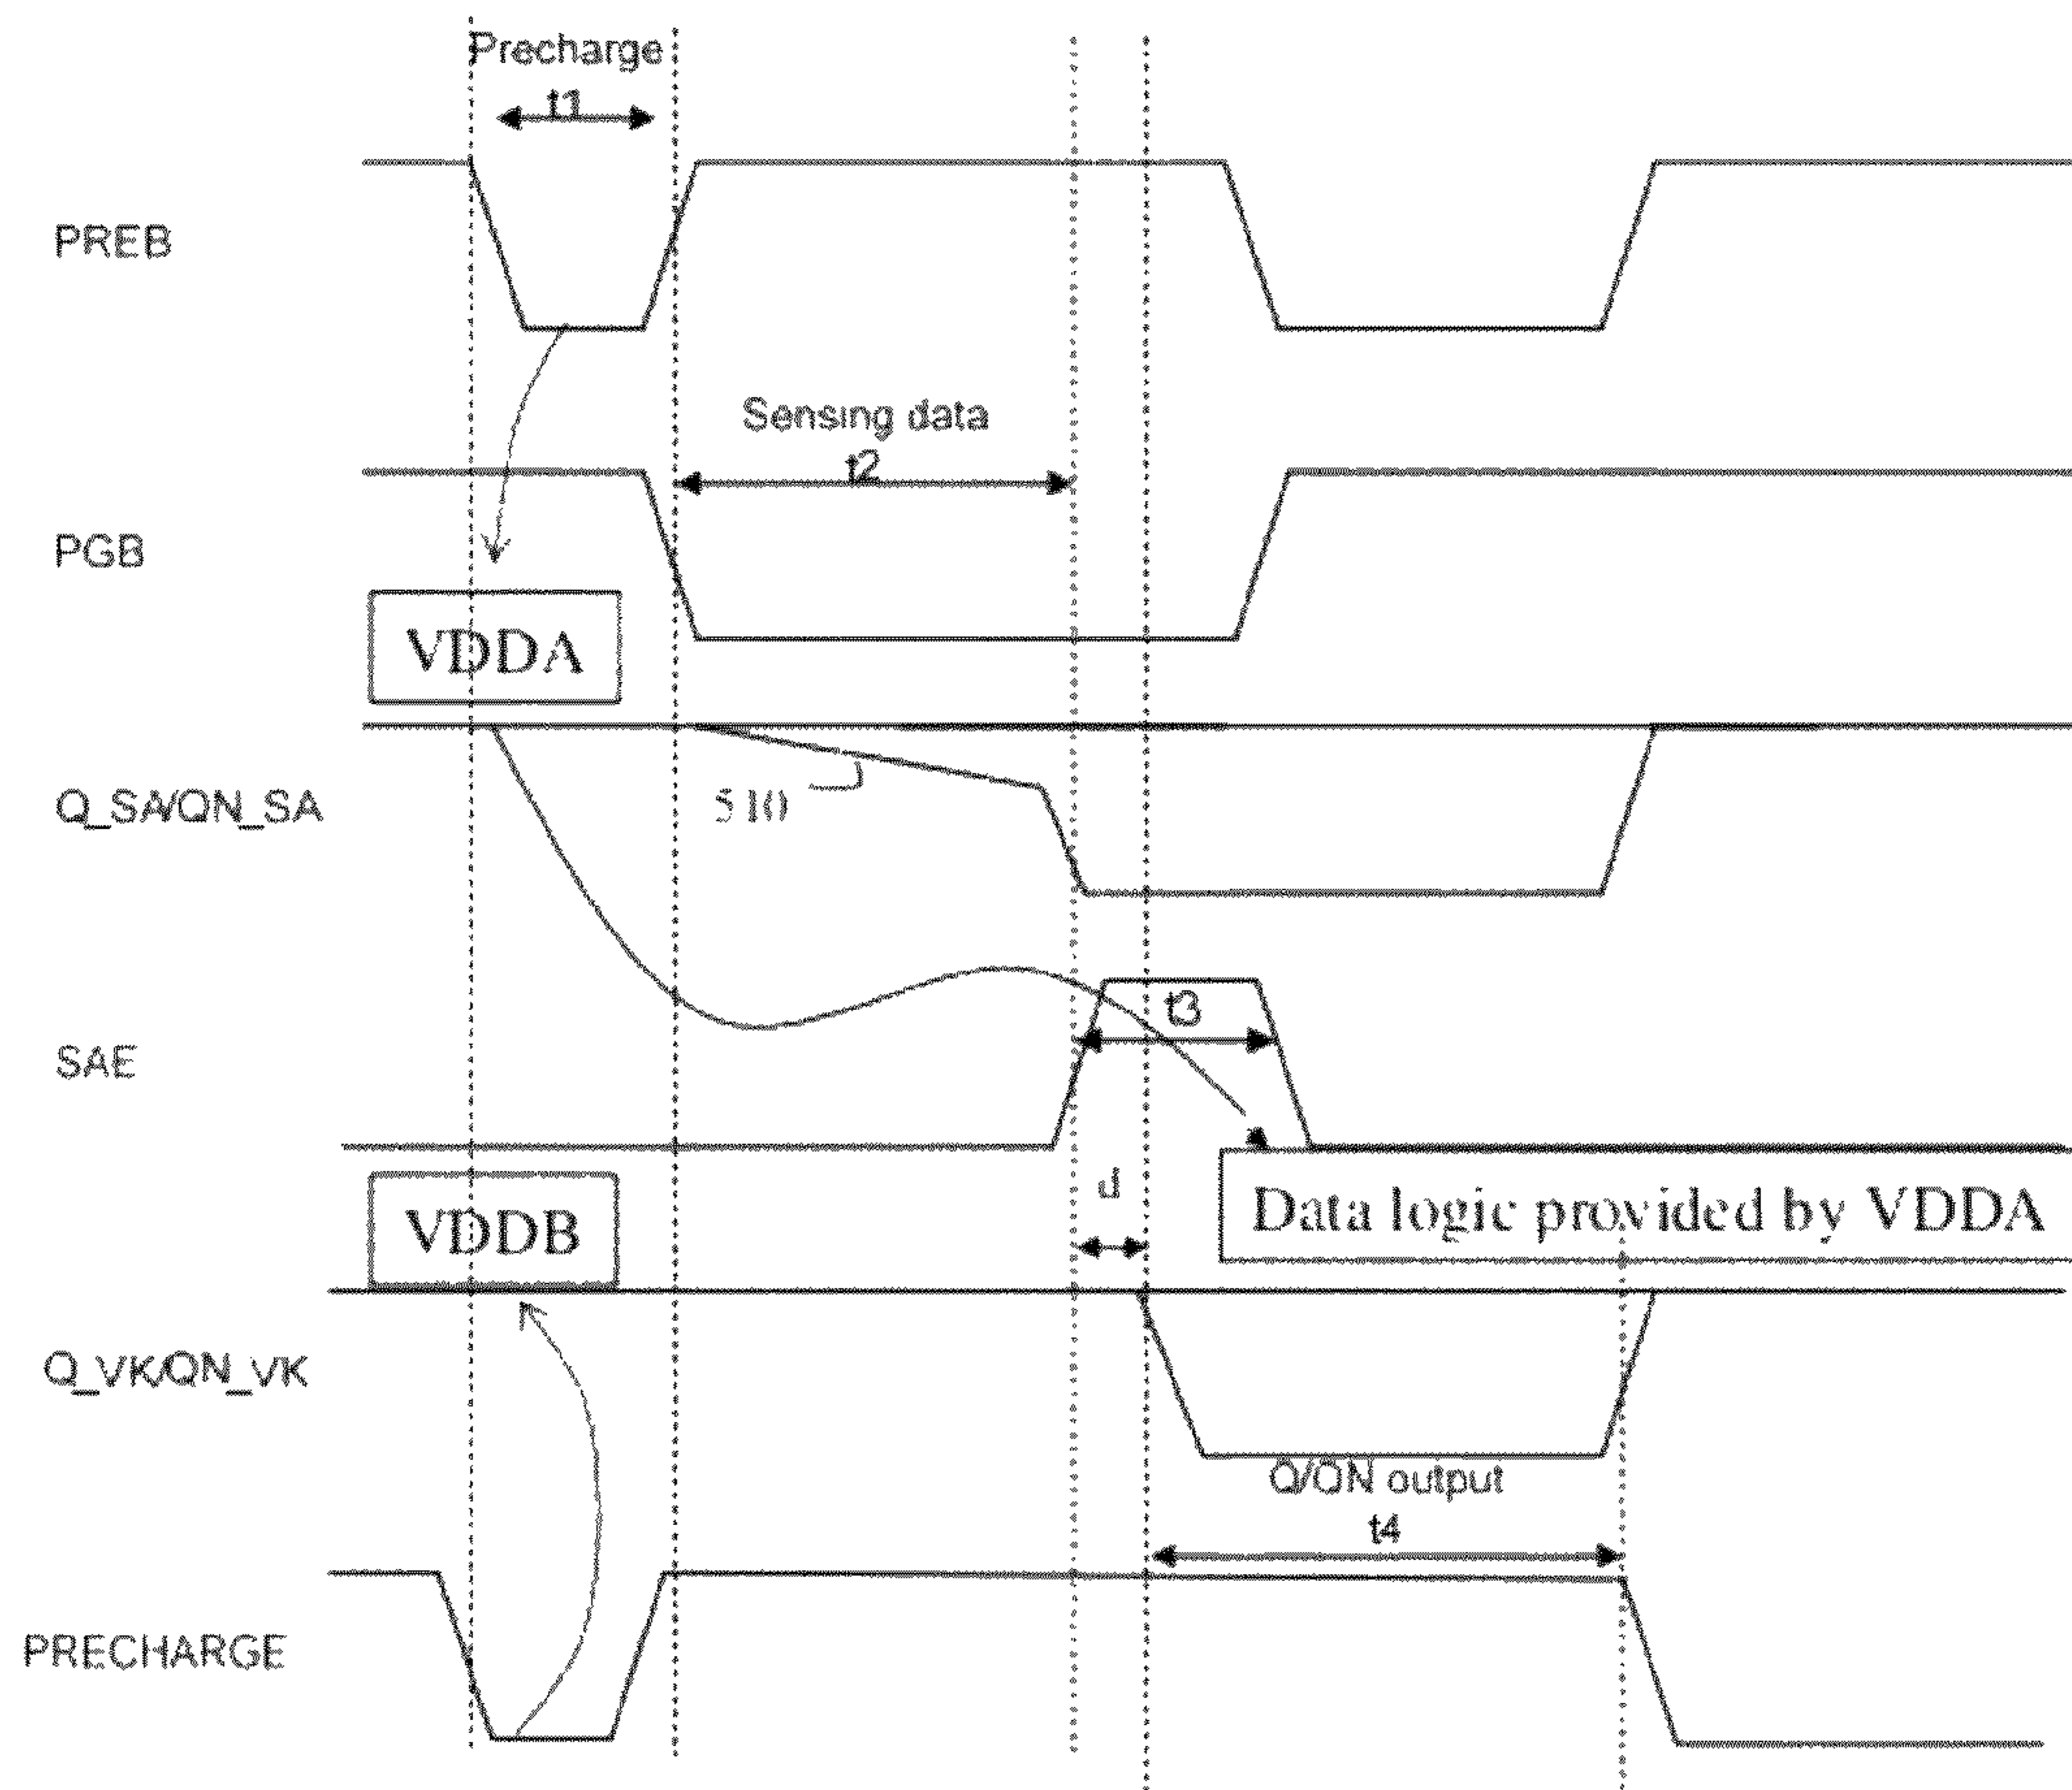 Precharge
t1
PREB
Sensing data
t2
PGB
VDDA
Q_SA/QN_SA
510
SAE
t3
d
VDDB
Data logic provided by VDDA
Q_VK/QN_VK
Q/QN output
t4
PRECHARGE